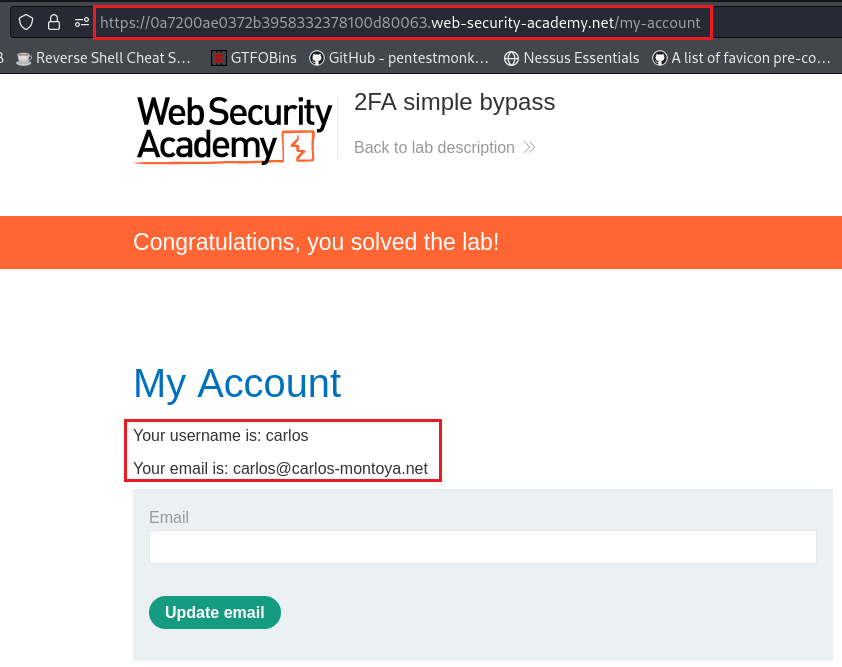 https://0a7200ae0372b3958332378100d80063.web-security-academy.net/my-account
Reverse Shell Cheat S… GTFOBins GitHub - pentestmonk… Nessus Essentials A list of favicon pre-co…
Web Security
Academy
2FA simple bypass
Back to lab description
Congratulations, you solved the lab!
My Account
Your username is: carlos
Your email is: carlos@carlos-montoya.net
Email
Update email